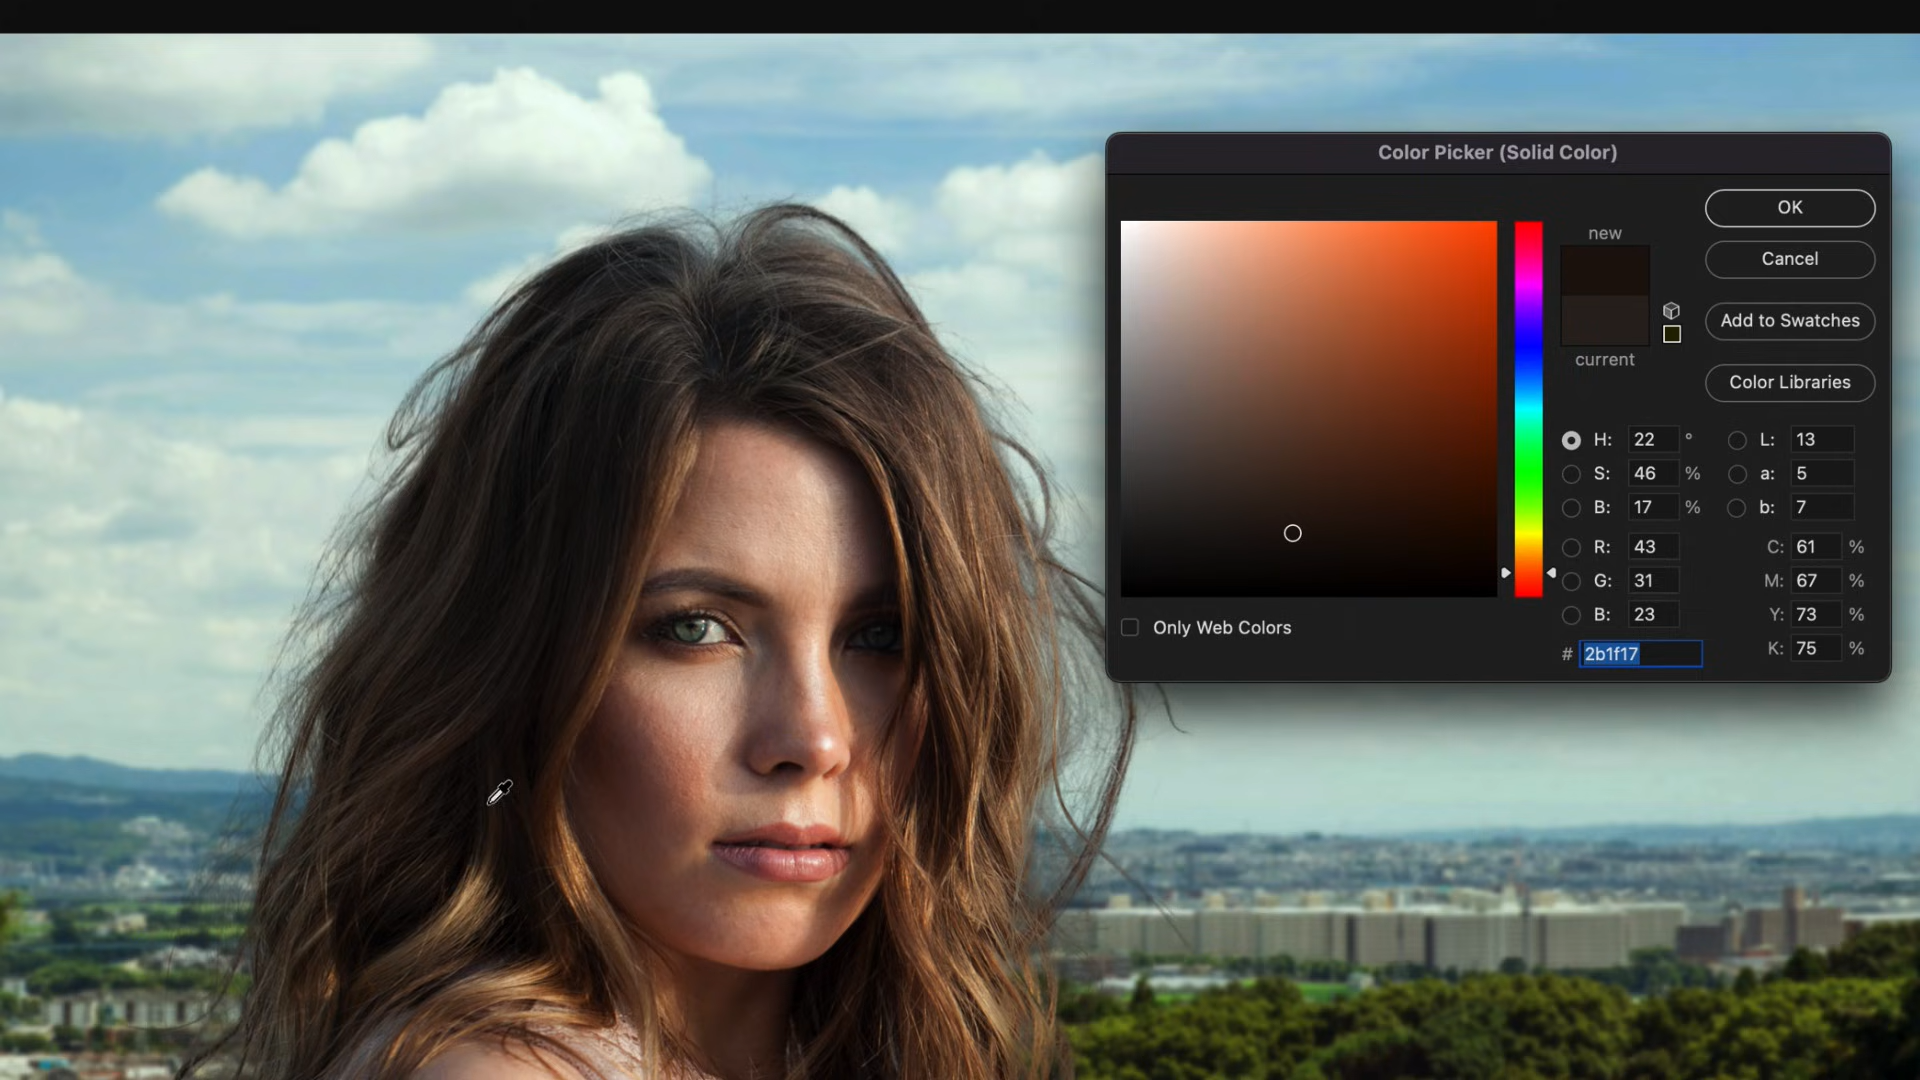 Color Picker (Solid Color)
OK
new
Cancel
Add to Swatches
current
Color Libraries
H: 22 ° L: 13
S: 46 % a: 5
B: 17 % b: 7
R: 43 C: 61 %
G: 31 M: 67 %
B: 23 Y: 73 %
Only Web Colors
# 2b1f17 K: 75 %